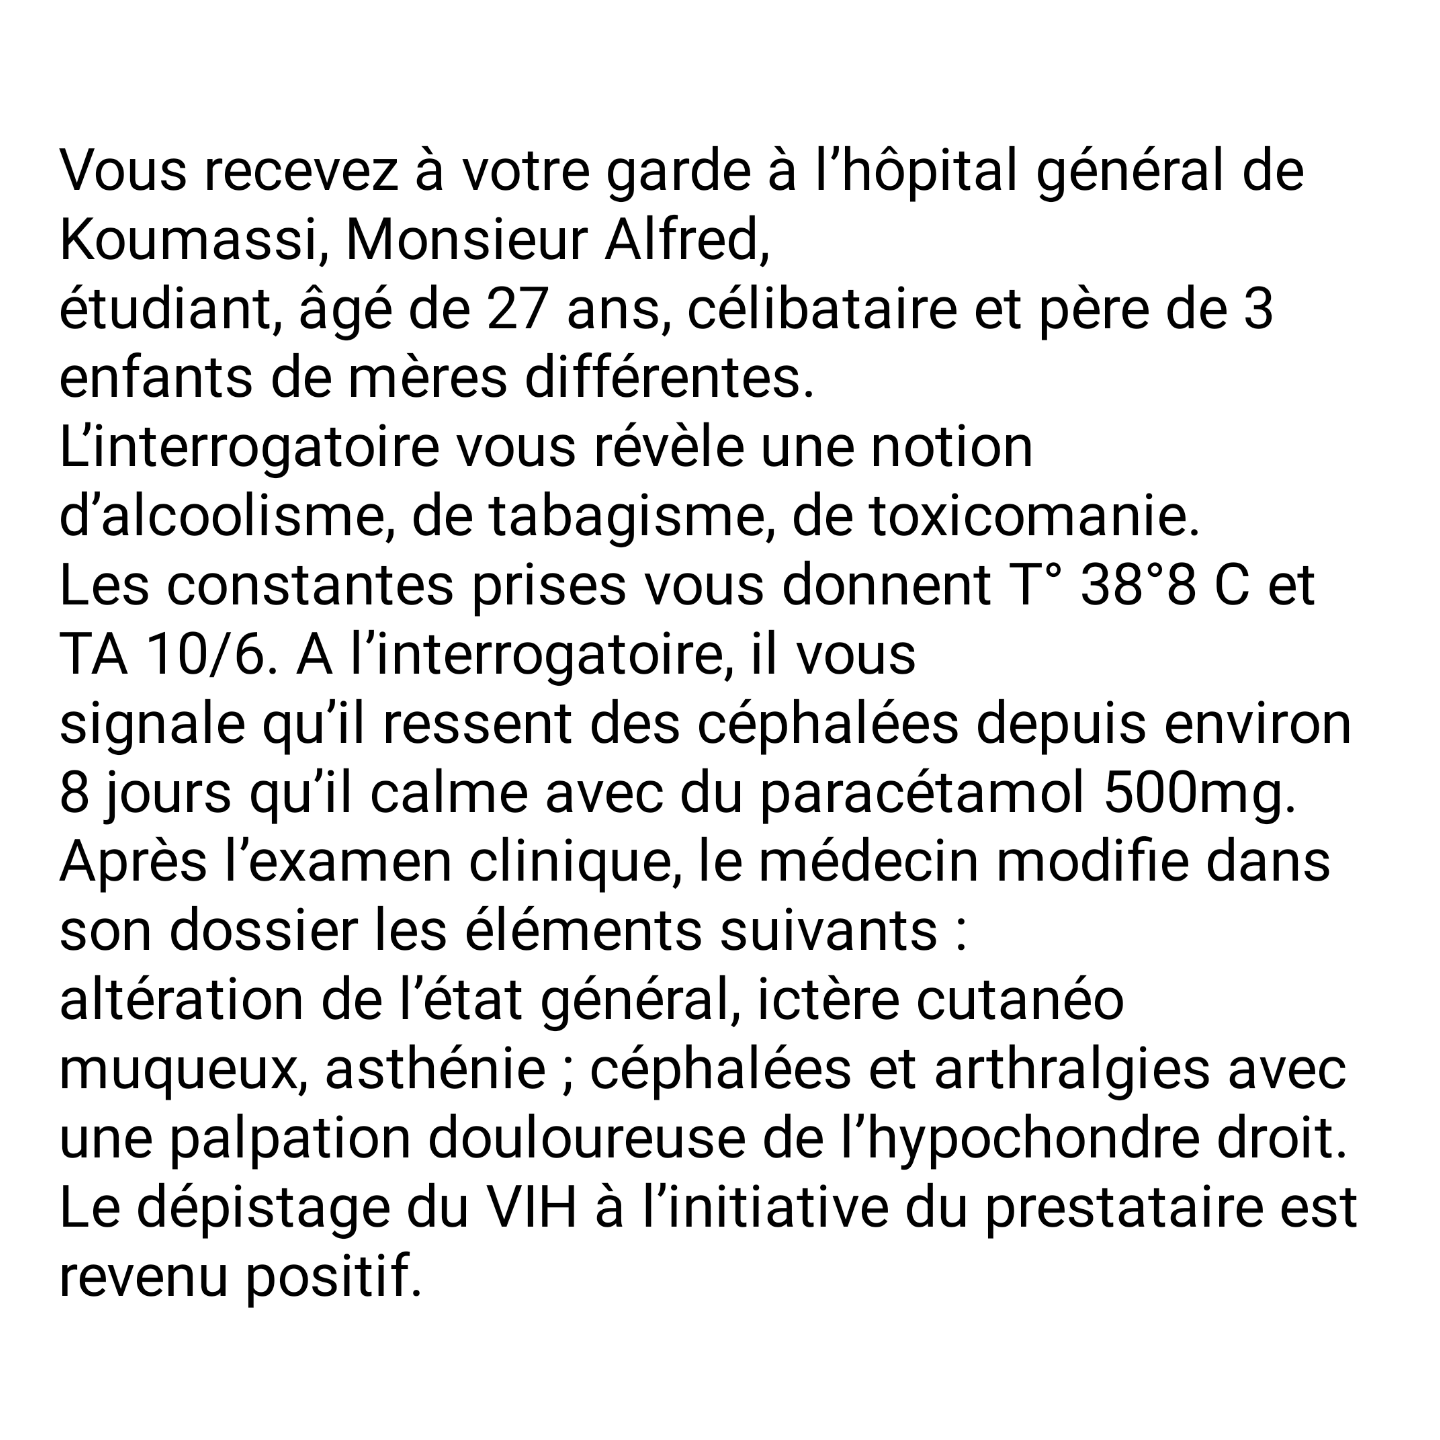 Vous recevez à votre garde à l’hôpital général de
Koumassi, Monsieur Alfred,
étudiant, âgé de 27 ans, célibataire et père de 3
enfants de mères différentes.
L’interrogatoire vous révèle une notion
d’alcoolisme, de tabagisme, de toxicomanie.
Les constantes prises vous donnent T° 38°8 C et
TA 10/6. A l’interrogatoire, il vous
signale qu’il ressent des céphalées depuis environ
8 jours qu’il calme avec du paracétamol 500mg.
Après l’examen clinique, le médecin modifie dans
son dossier les éléments suivants :
altération de l’état général, ictère cutanéo
muqueux, asthénie ; céphalées et arthralgies avec
une palpation douloureuse de l’hypochondre droit.
Le dépistage du VIH à l’initiative du prestataire est
revenu positif.